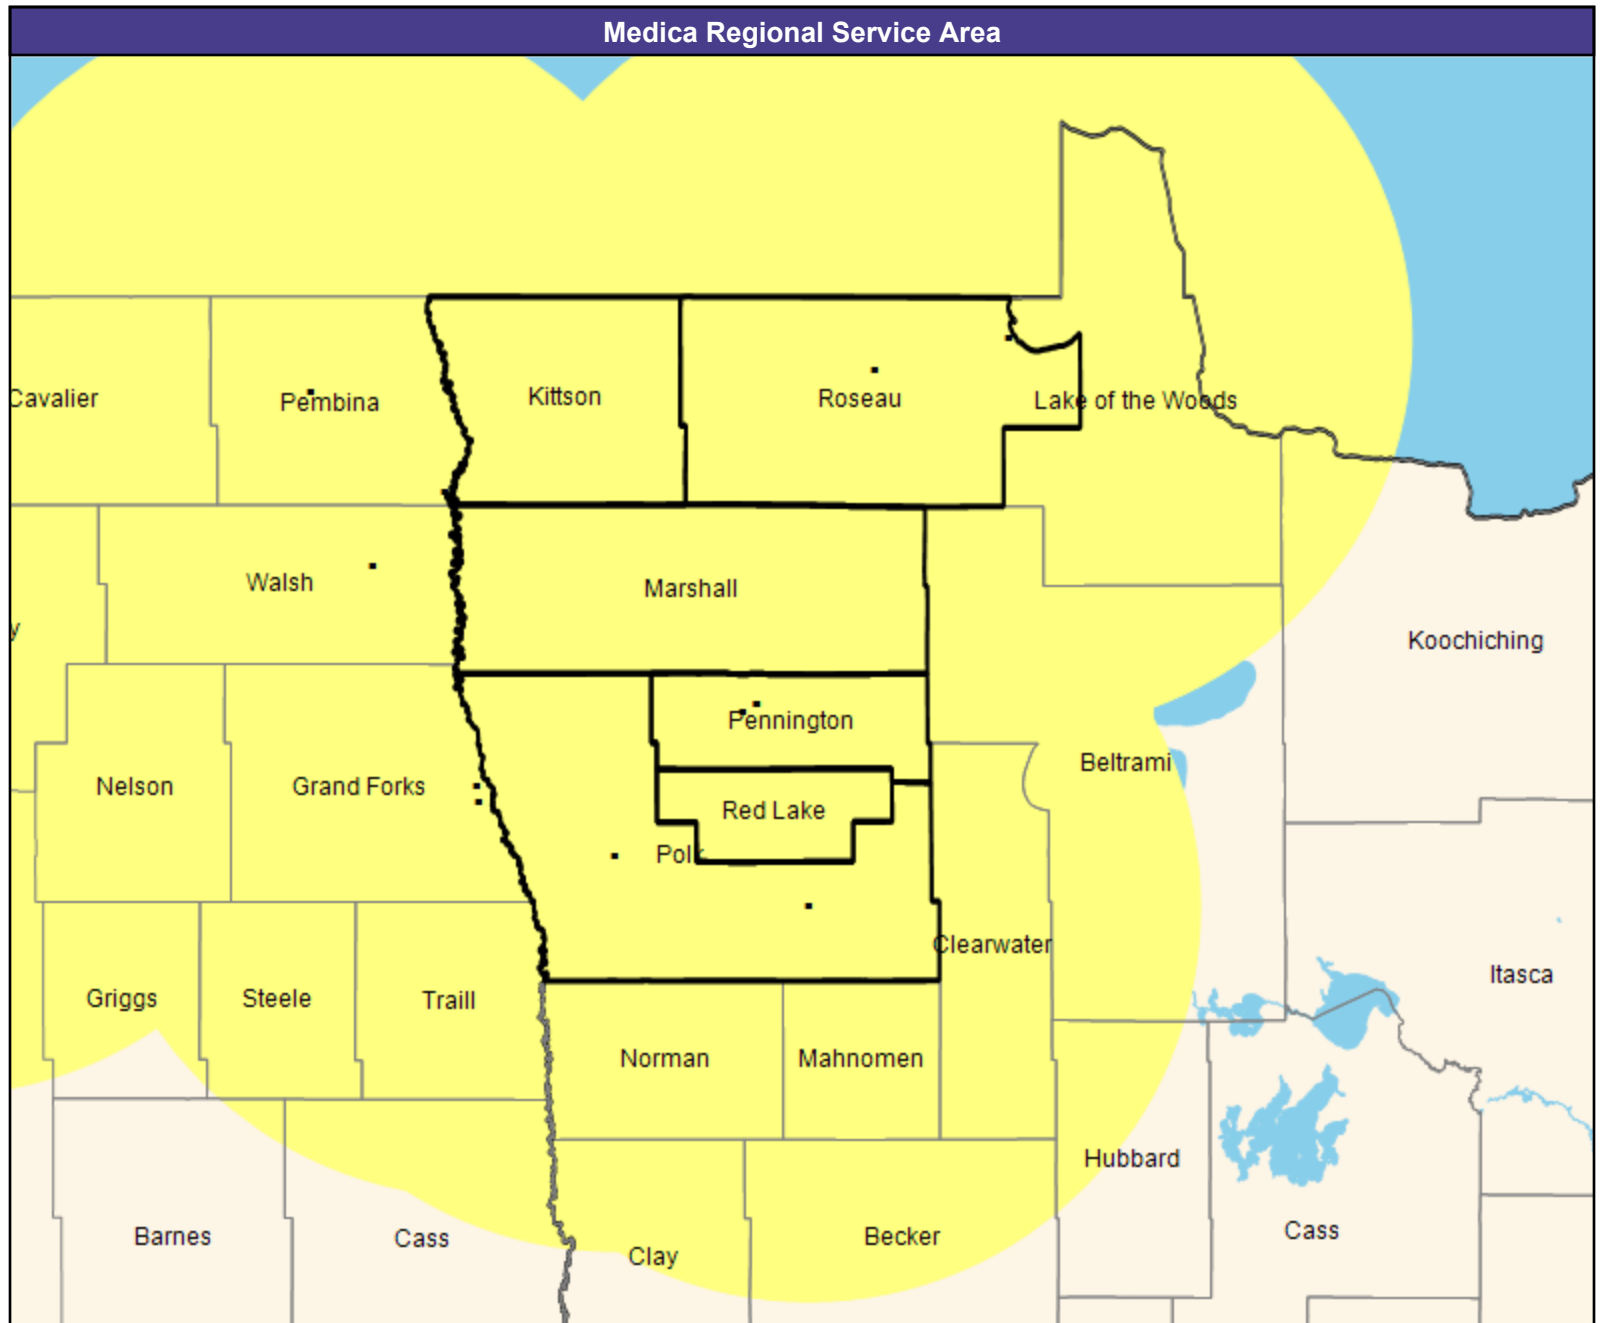 Medica Regional Service Area
Cavalier
Pembina
Kittson
Roseau
Lake of the Woods
Walsh
Marshall
y
Koochiching
Pennington
Beltrami
Nelson
Grand Forks
Red Lake
Polk
Clearwater
Itasca
Griggs
Steele
Traill
Norman
Mahnomen
Hubbard
Barnes
Cass
Clay
Becker
Cass